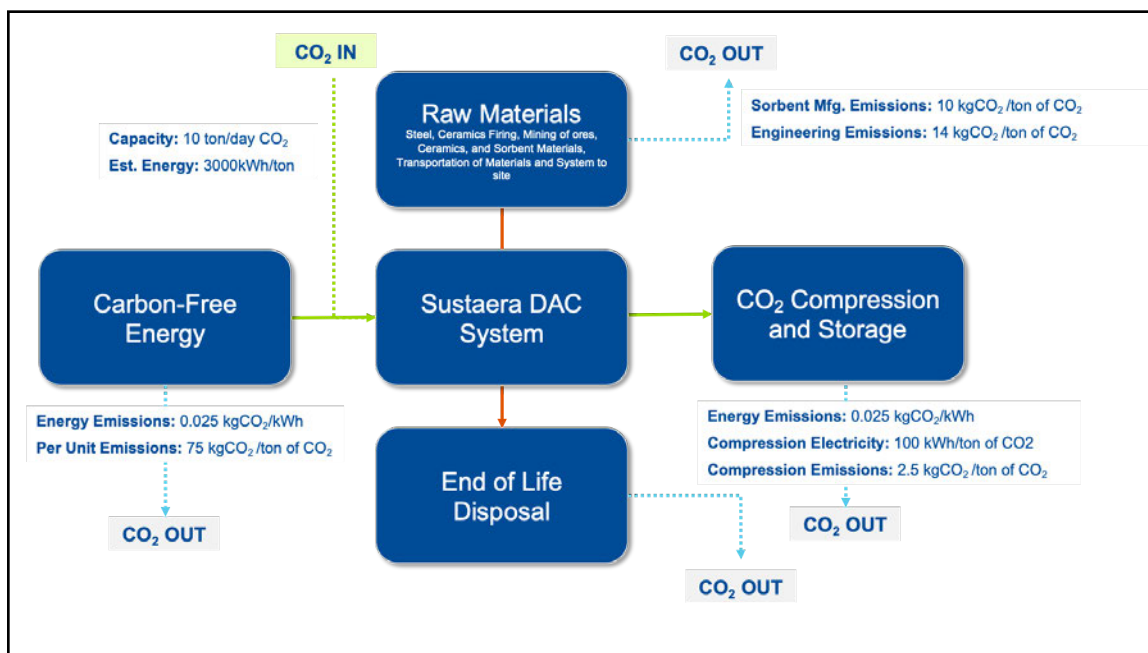 CO₂ IN
CO₂ OUT
Raw Materials
Steel, Ceramics Firing, Mining of ores,
Ceramics, and Sorbent Materials,
Transportation of Materials and System to
site
Sorbent Mfg. Emissions: 10 kgCO₂ /ton of CO₂
Engineering Emissions: 14 kgCO₂ /ton of CO₂
Capacity: 10 ton/day CO₂
Est. Energy: 3000kWh/ton
Carbon-Free
Energy
Sustaera DAC
System
CO₂ Compression
and Storage
Energy Emissions: 0.025 kgCO₂/kWh
Per Unit Emissions: 75 kgCO₂ /ton of CO₂
Energy Emissions: 0.025 kgCO₂/kWh
Compression Electricity: 100 kWh/ton of CO2
Compression Emissions: 2.5 kgCO₂ /ton of CO₂
End of Life
Disposal
CO₂ OUT
CO₂ OUT
CO₂ OUT